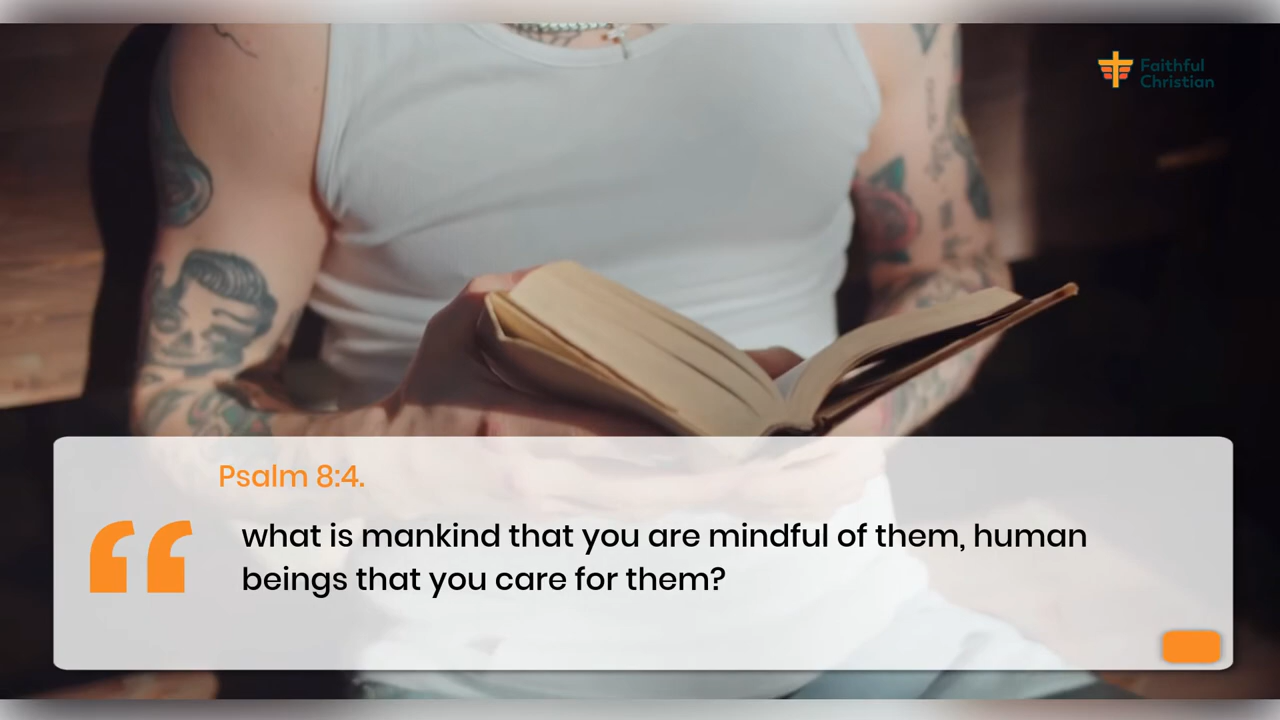 Faithful
Christian
Psalm 8:4.
what is mankind that you are mindful of them, human
beings that you care for them?